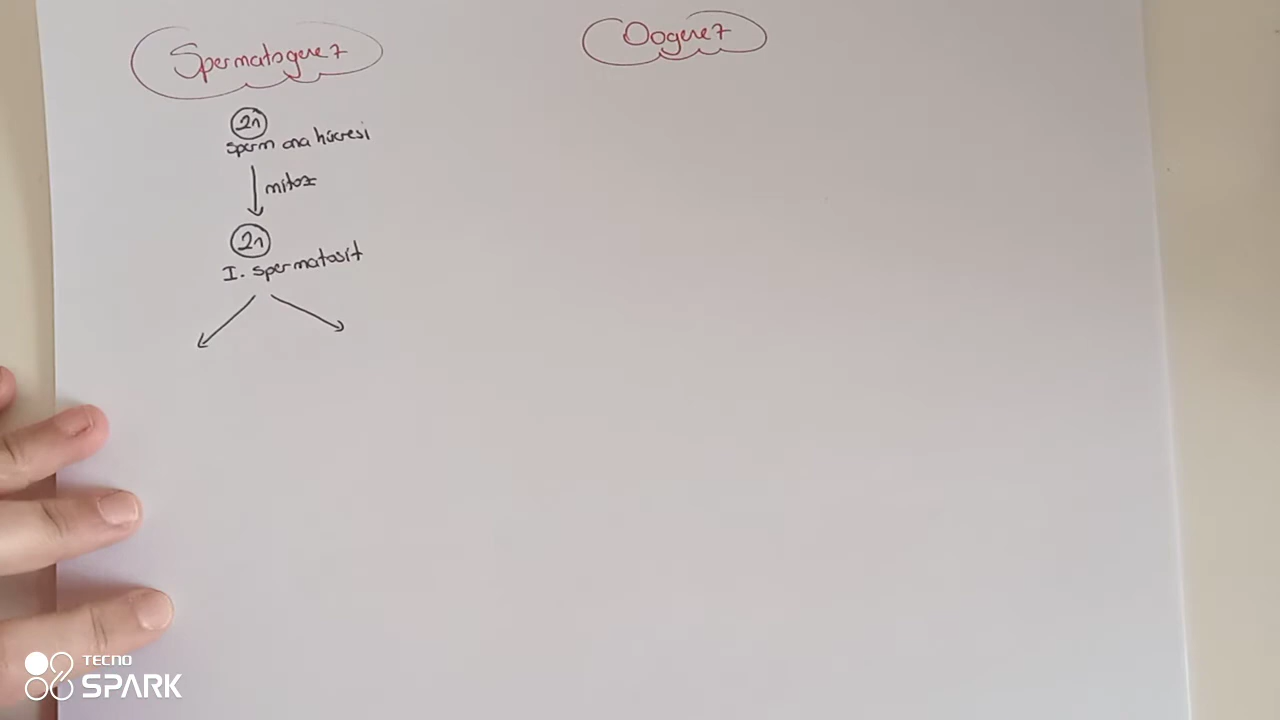 Spermatogenez
Oogenez
2n
Sperm ana hücresi
mitoz
2n
I. spermatosit
TECNO
SPARK